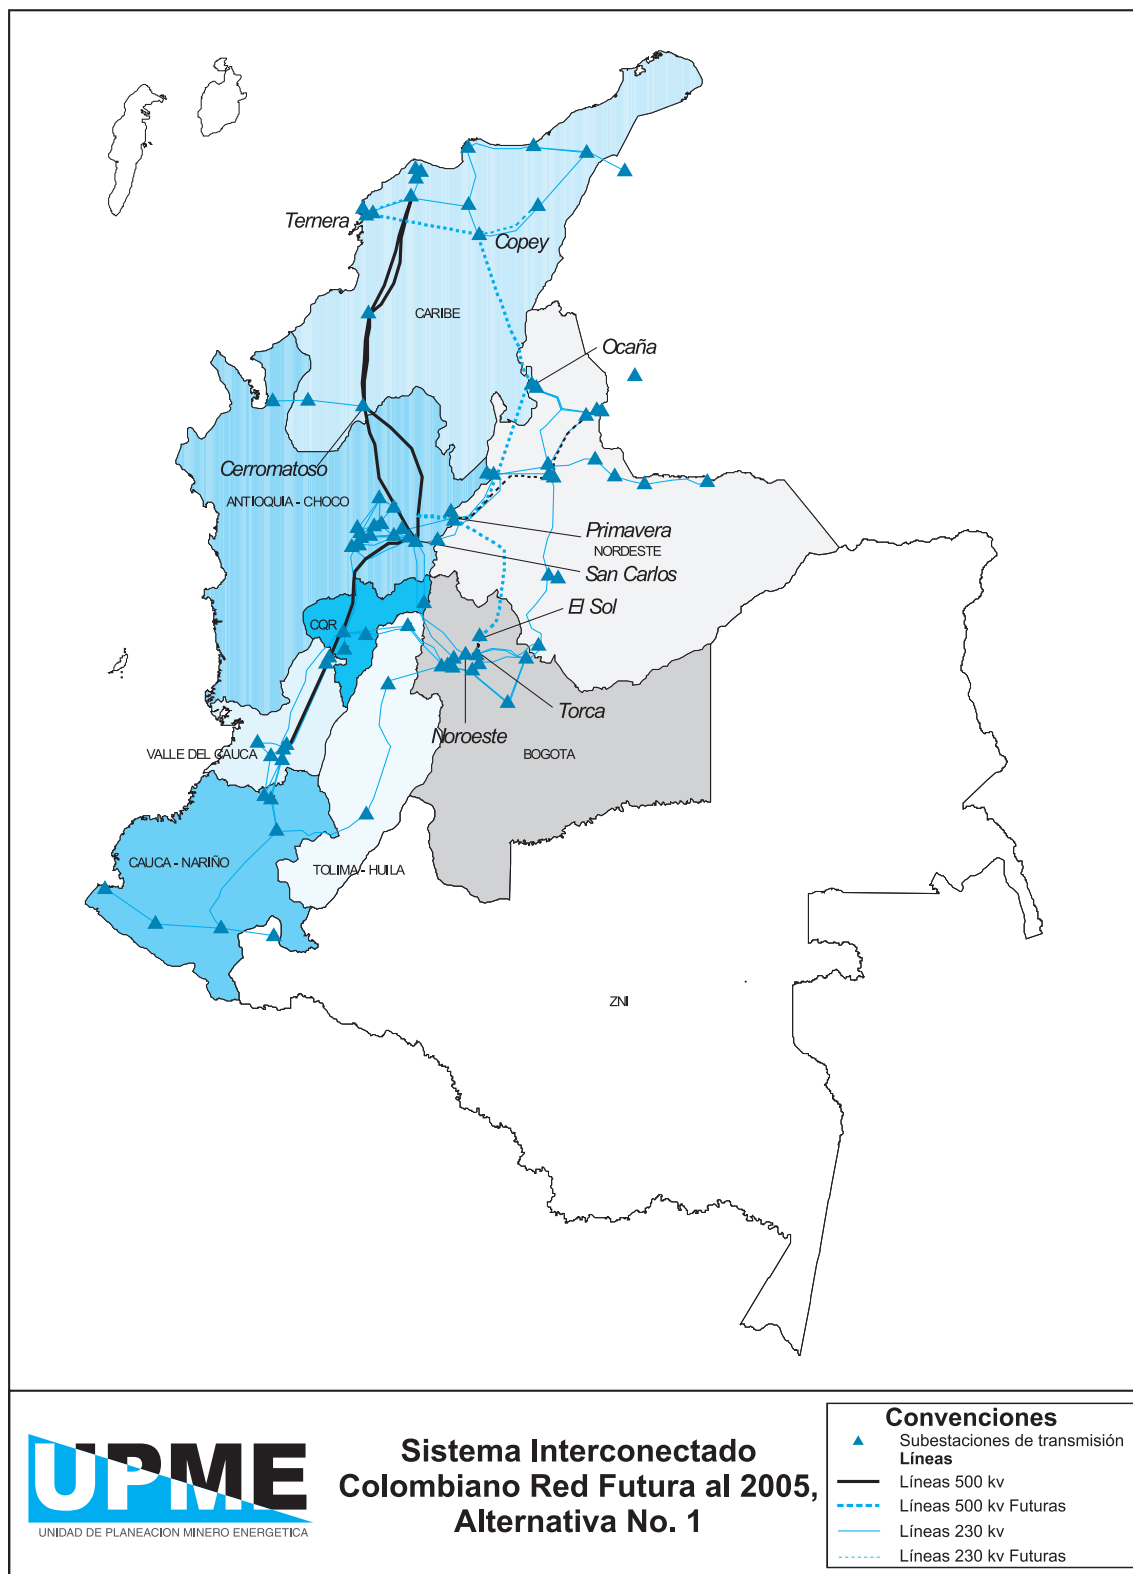 Ternera
Copey
CARIBE
Ocaña
Cerromatoso
ANTIOQUIA - CHOCO
Primavera
NORDESTE
San Carlos
El Sol
CQR
Torca
Noroeste
VALLE DEL CAUCA
BOGOTA
CAUCA - NARIÑO
TOLIMA - HUILA
ZNI
UPME
UNIDAD DE PLANEACION MINERO ENERGETICA
Sistema Interconectado
Colombiano Red Futura al 2005,
Alternativa No. 1
Convenciones
Subestaciones de transmisión
Líneas
Líneas 500 kv
Líneas 500 kv Futuras
Líneas 230 kv
Líneas 230 kv Futuras